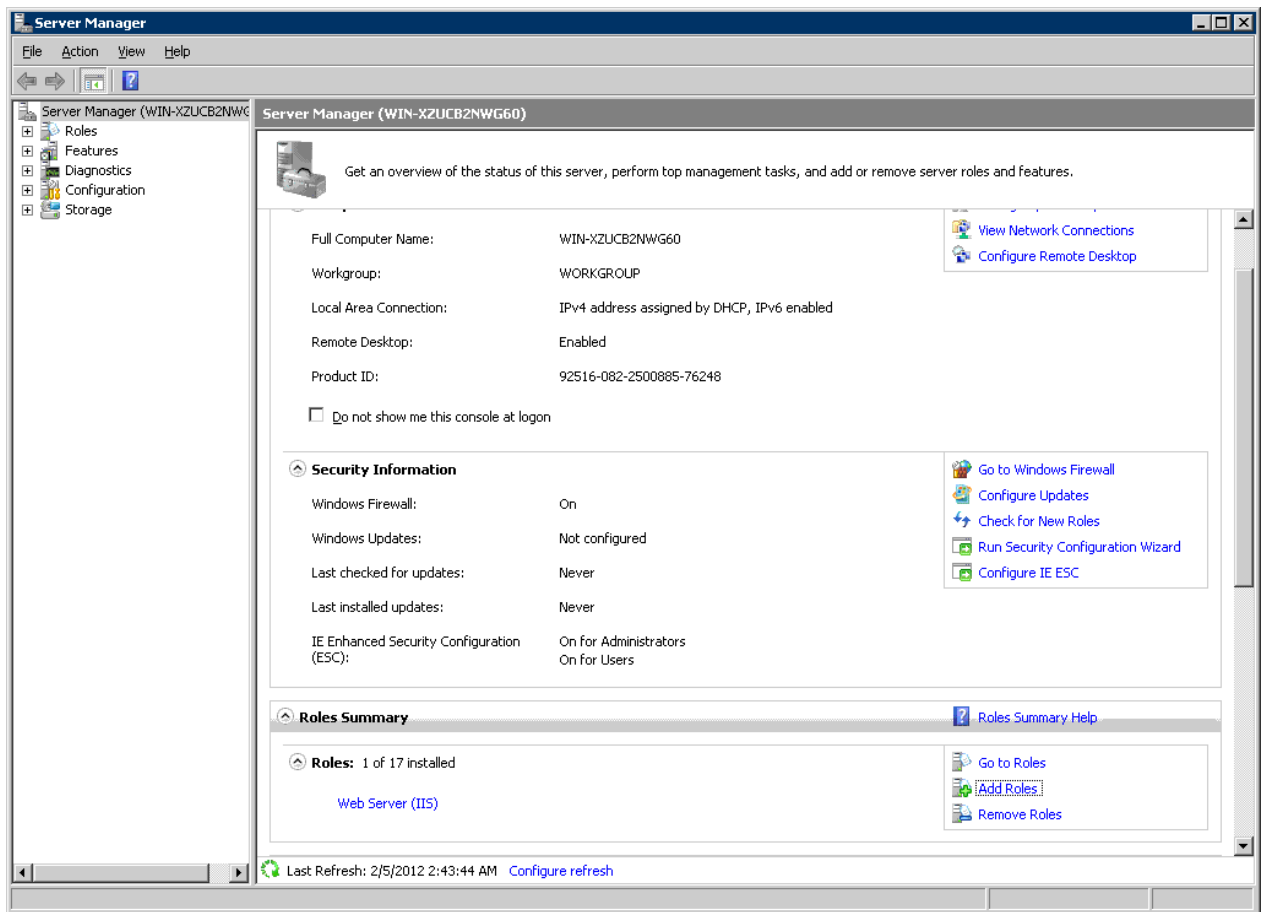 Server Manager
File Action View Help
Server Manager (WIN-XZUCB2NWG
Roles
Features
Diagnostics
Configuration
Storage
Server Manager (WIN-XZUCB2NWG60)
Get an overview of the status of this server, perform top management tasks, and add or remove server roles and features.
Full Computer Name: WIN-XZUCB2NWG60
Workgroup: WORKGROUP
Local Area Connection: IPv4 address assigned by DHCP, IPv6 enabled
Remote Desktop: Enabled
Product ID: 92516-082-2500885-76248
Do not show me this console at logon
View Network Connections
Configure Remote Desktop
Security Information
Windows Firewall: On
Windows Updates: Not configured
Last checked for updates: Never
Last installed updates: Never
IE Enhanced Security Configuration (ESC): On for Administrators
On for Users
Go to Windows Firewall
Configure Updates
Check for New Roles
Run Security Configuration Wizard
Configure IE ESC
Roles Summary
Roles Summary Help
Roles: 1 of 17 installed
Web Server (IIS)
Go to Roles
Add Roles
Remove Roles
Last Refresh: 2/5/2012 2:43:44 AM Configure refresh